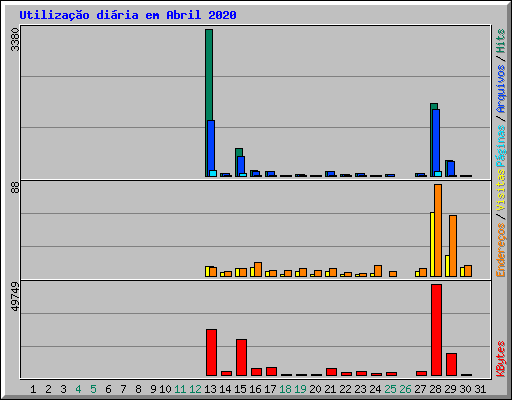 Utilização diária em Abril 2020
3380
88
49749
Endereços / Visitas Páginas / Arquivos / Hits
KBytes
1 2 3 4 5 6 7 8 9 10 11 12 13 14 15 16 17 18 19 20 21 22 23 24 25 26 27 28 29 30 31